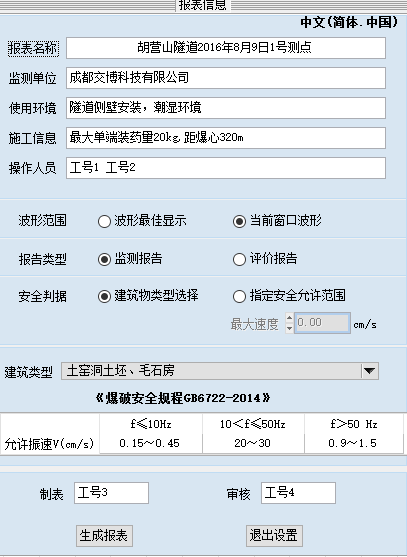 报表信息
中文(简体.中国)
报表名称 胡营山隧道2016年8月9日1号测点
监测单位 成都交博科技有限公司
使用环境 隧道侧壁安装，潮湿环境
施工信息 最大单端装药量20kg,距爆心320m
操作人员 工号1 工号2
波形范围 波形最佳显示 当前窗口波形
报告类型 监测报告 评价报告
安全判据 建筑物类型选择 指定安全允许范围
最大速度 0.00 cm/s
建筑类型 土窑洞土坯、毛石房
《爆破安全规程GB6722-2014》
f≤10Hz 10＜f≤50Hz f>50 Hz
允许振速V(cm/s) 0.15～0.45 20～30 0.9～1.5
制表 工号3 审核 工号4
生成报表 退出设置